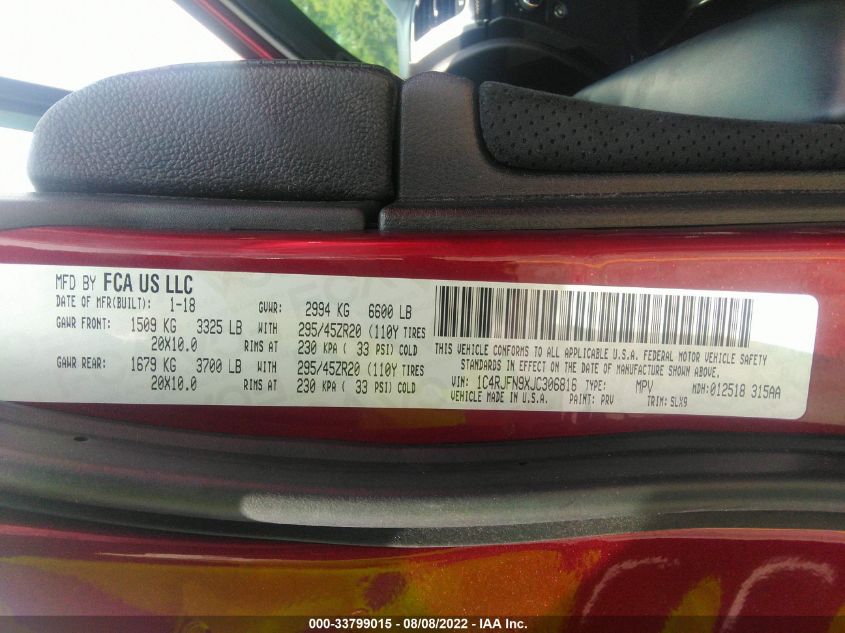 MFD BY FCA US LLC
DATE OF MFR(BUILT): 1-18 GVWR: 2994 KG 6600 LB
GAWR FRONT: 1509 KG 3325 LB WITH 295/45ZR20 (110Y TIRES
20X10.0 RIMS AT 230 KPA ( 33 PSI) COLD
GAWR REAR: 1679 KG 3700 LB WITH 295/45ZR20 (110Y TIRES
20X10.0 RIMS AT 230 KPA ( 33 PSI) COLD
THIS VEHICLE CONFORMS TO ALL APPLICABLE U.S.A. FEDERAL MOTOR VEHICLE SAFETY
STANDARDS IN EFFECT ON THE DATE OF MANUFACTURE SHOWN ABOVE.
VIN: 1C4RJFN9XJC306816 TYPE: MPV MDH:012518 315AA
VEHICLE MADE IN U.S.A. PAINT: PRV TRIM: SLX9
000-33799015 - 08/08/2022 - IAA Inc.